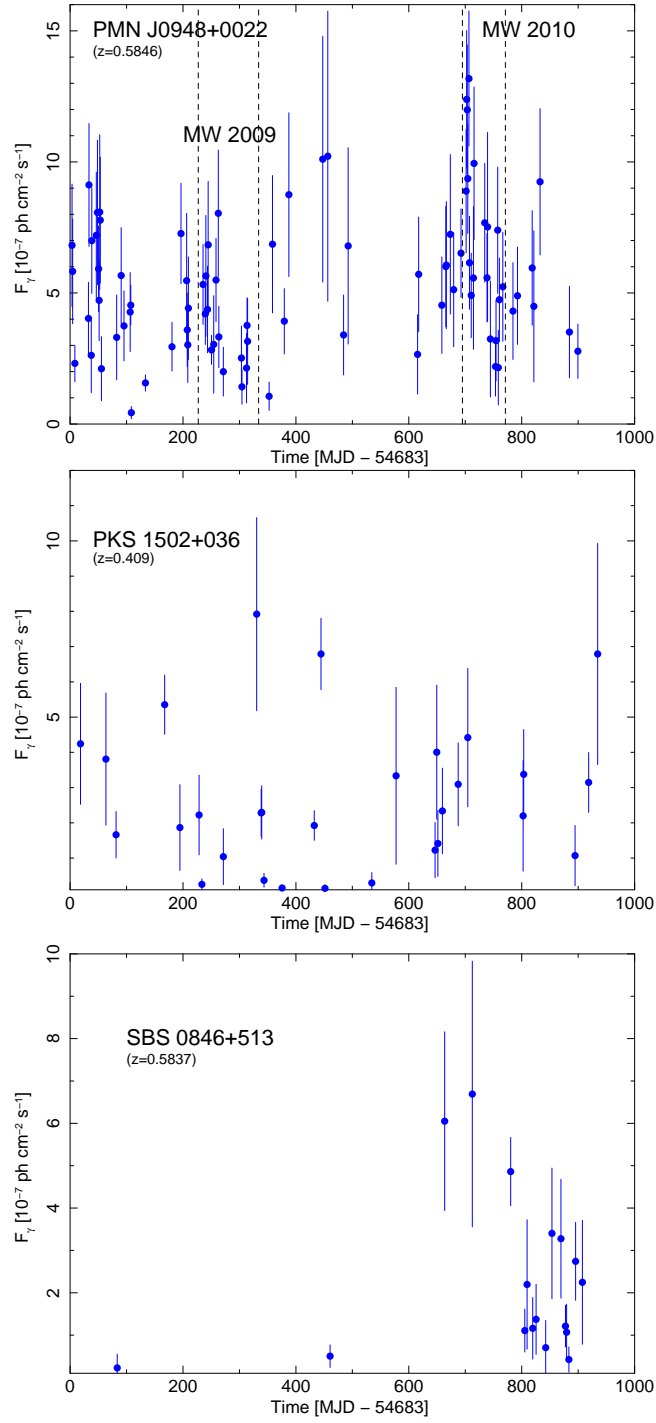 PMN J0948+0022
(z=0.5846)
MW 2010
MW 2009
15
10
5
0
F_γ [10⁻⁷ ph cm⁻² s⁻¹]
0 200 400 600 800 1000
Time [MJD − 54683]
PKS 1502+036
(z=0.409)
10
5
F_γ [10⁻⁷ ph cm⁻² s⁻¹]
0 200 400 600 800 1000
Time [MJD − 54683]
SBS 0846+513
(z=0.5837)
10
8
6
4
2
F_γ [10⁻⁷ ph cm⁻² s⁻¹]
0 200 400 600 800 1000
Time [MJD − 54683]